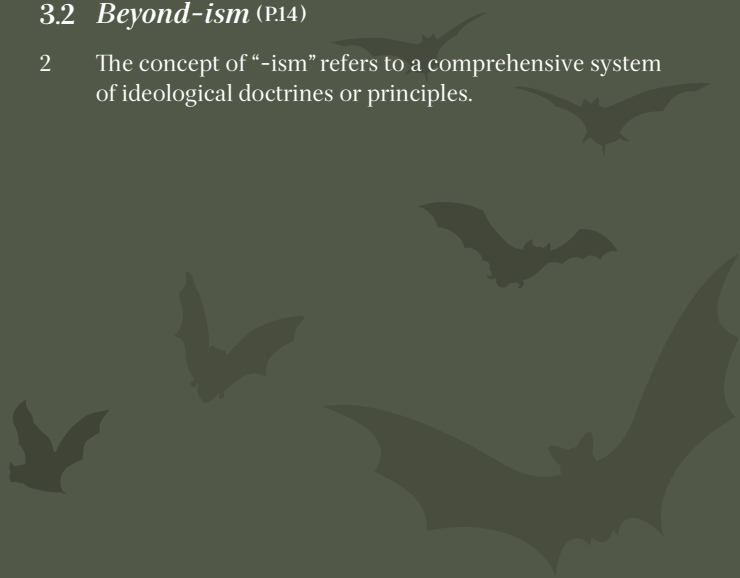 3.2 Beyond-ism (P.14)
2 The concept of “-ism” refers to a comprehensive system
of ideological doctrines or principles.